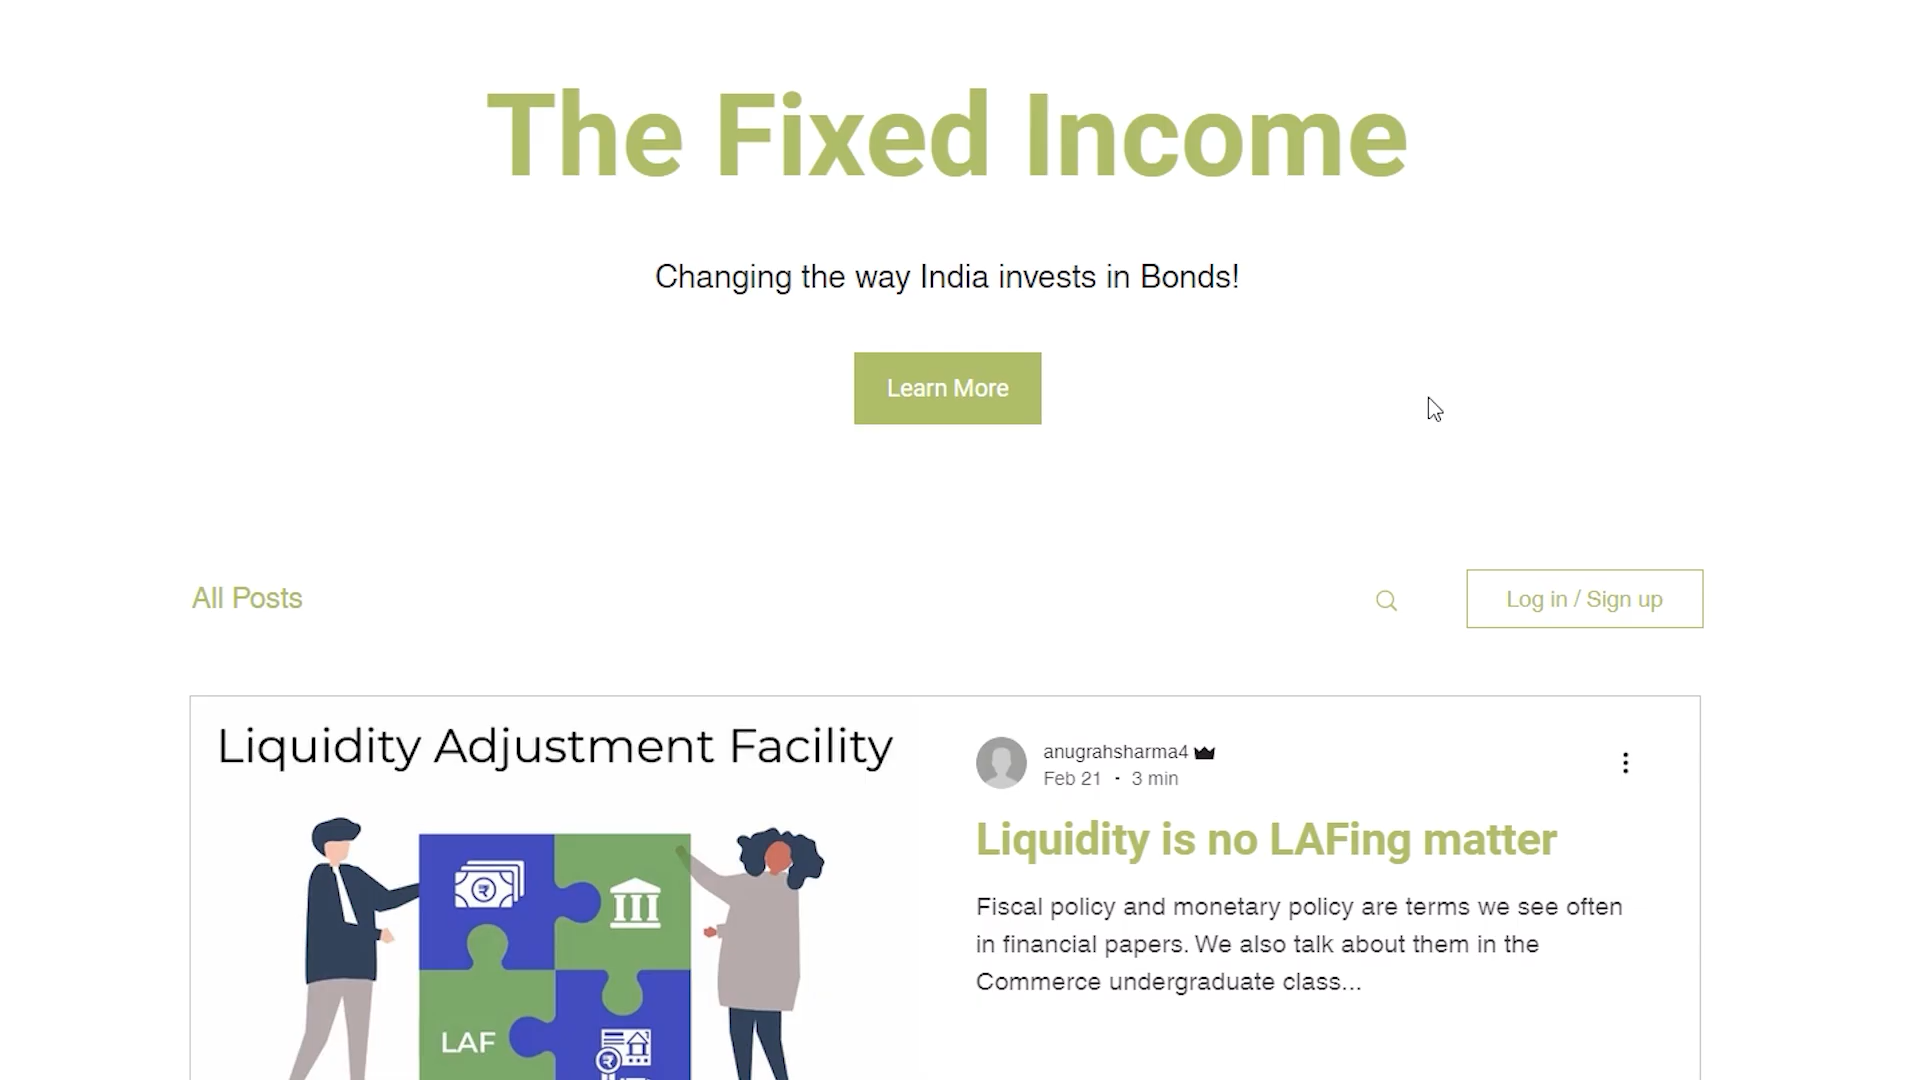 The Fixed Income
Changing the way India invests in Bonds!
Learn More
All Posts
Log in / Sign up
Liquidity Adjustment Facility
LAF
anugrahsharma4
Feb 21 · 3 min
Liquidity is no LAFing matter
Fiscal policy and monetary policy are terms we see often
in financial papers. We also talk about them in the
Commerce undergraduate class...